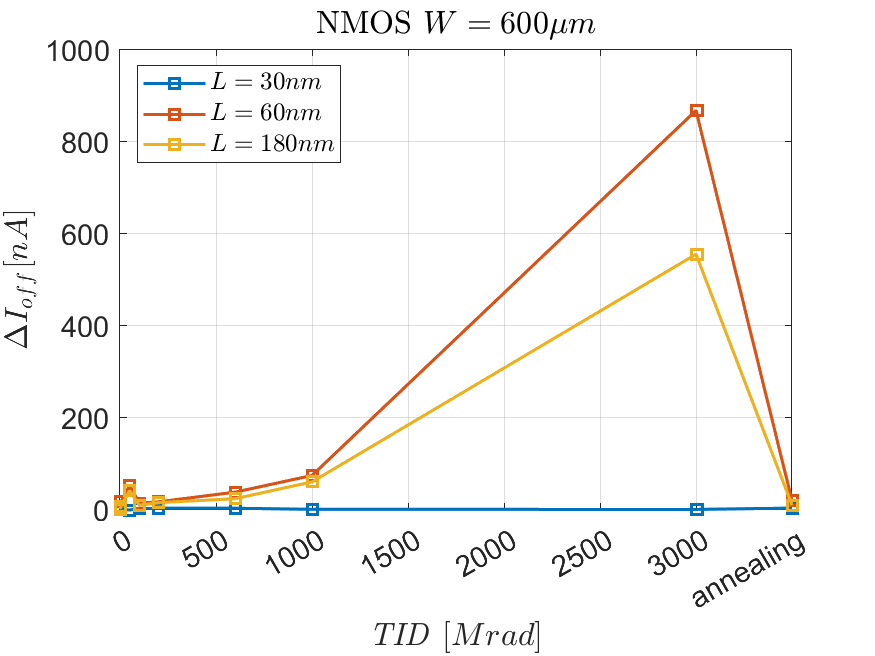 NMOS W = 600μm
1000
800
600
400
200
0
ΔI_off[nA]
L = 30nm
L = 60nm
L = 180nm
0
500
1000
1500
2000
2500
3000
annealing
TID [Mrad]